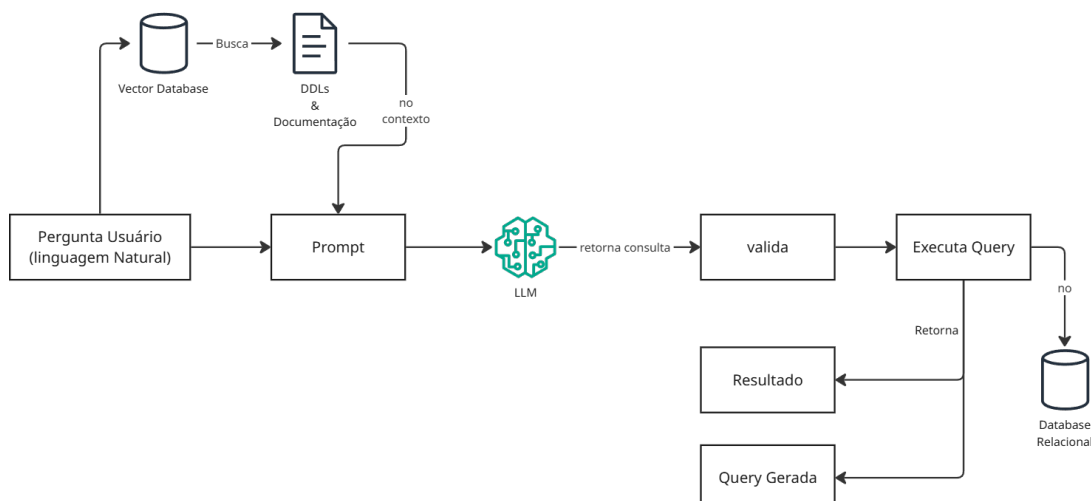 Busca
Vector Database
DDLs
&
Documentação
no
contexto
Pergunta Usuário
(linguagem Natural)
Prompt
LLM
retorna consulta
valida
Executa Query
no
Retorna
Resultado
Database
Relacional
Query Gerada